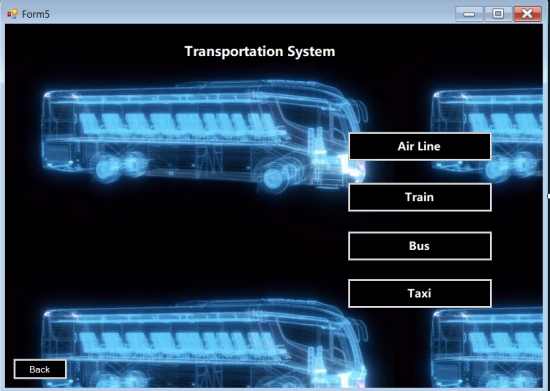 Form5
Transportation System
Air Line
Train
Bus
Taxi
Back